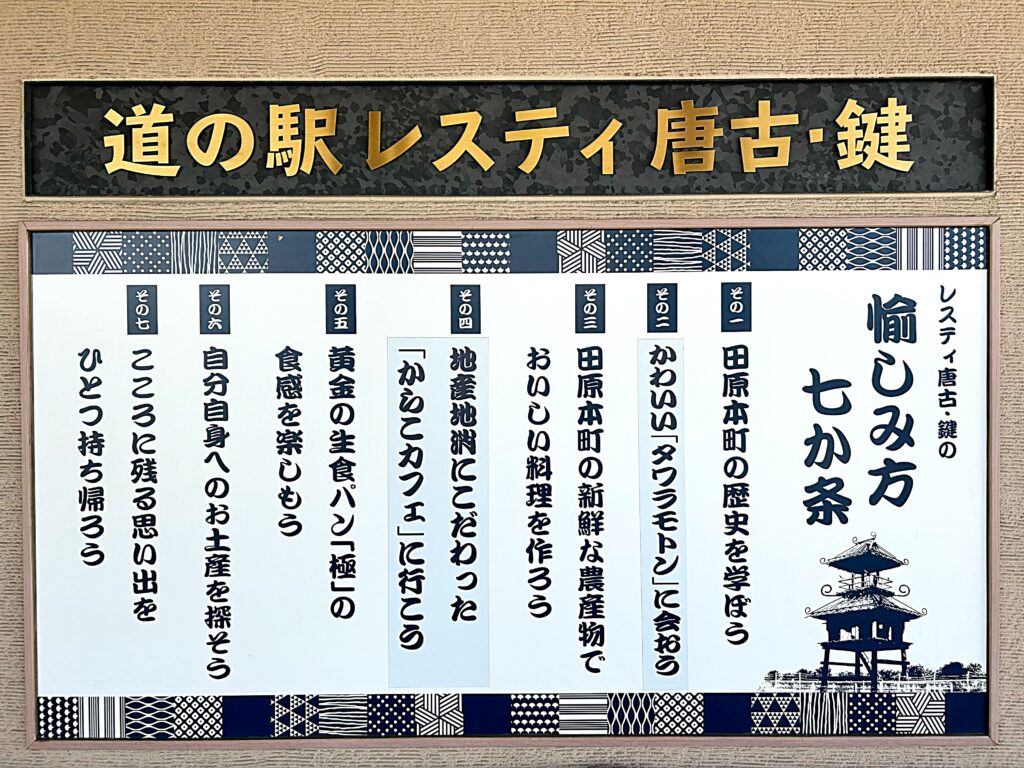 道の駅レスティ唐古・鍵
レスティ唐古・鍵の
愉しみ方
七か条
その一
田原本町の歴史を学ぼう
その二
かわいい「タワラモトン」に会おう
その三
田原本町の新鮮な農産物で
おいしい料理を作ろう
その四
地産地消にこだわった
「からこカフェ」に行こう
その五
黄金の生食パン「極」の
食感を楽しもう
その六
自分自身へのお土産を探そう
その七
こころに残る思い出を
ひとつ持ち帰ろう